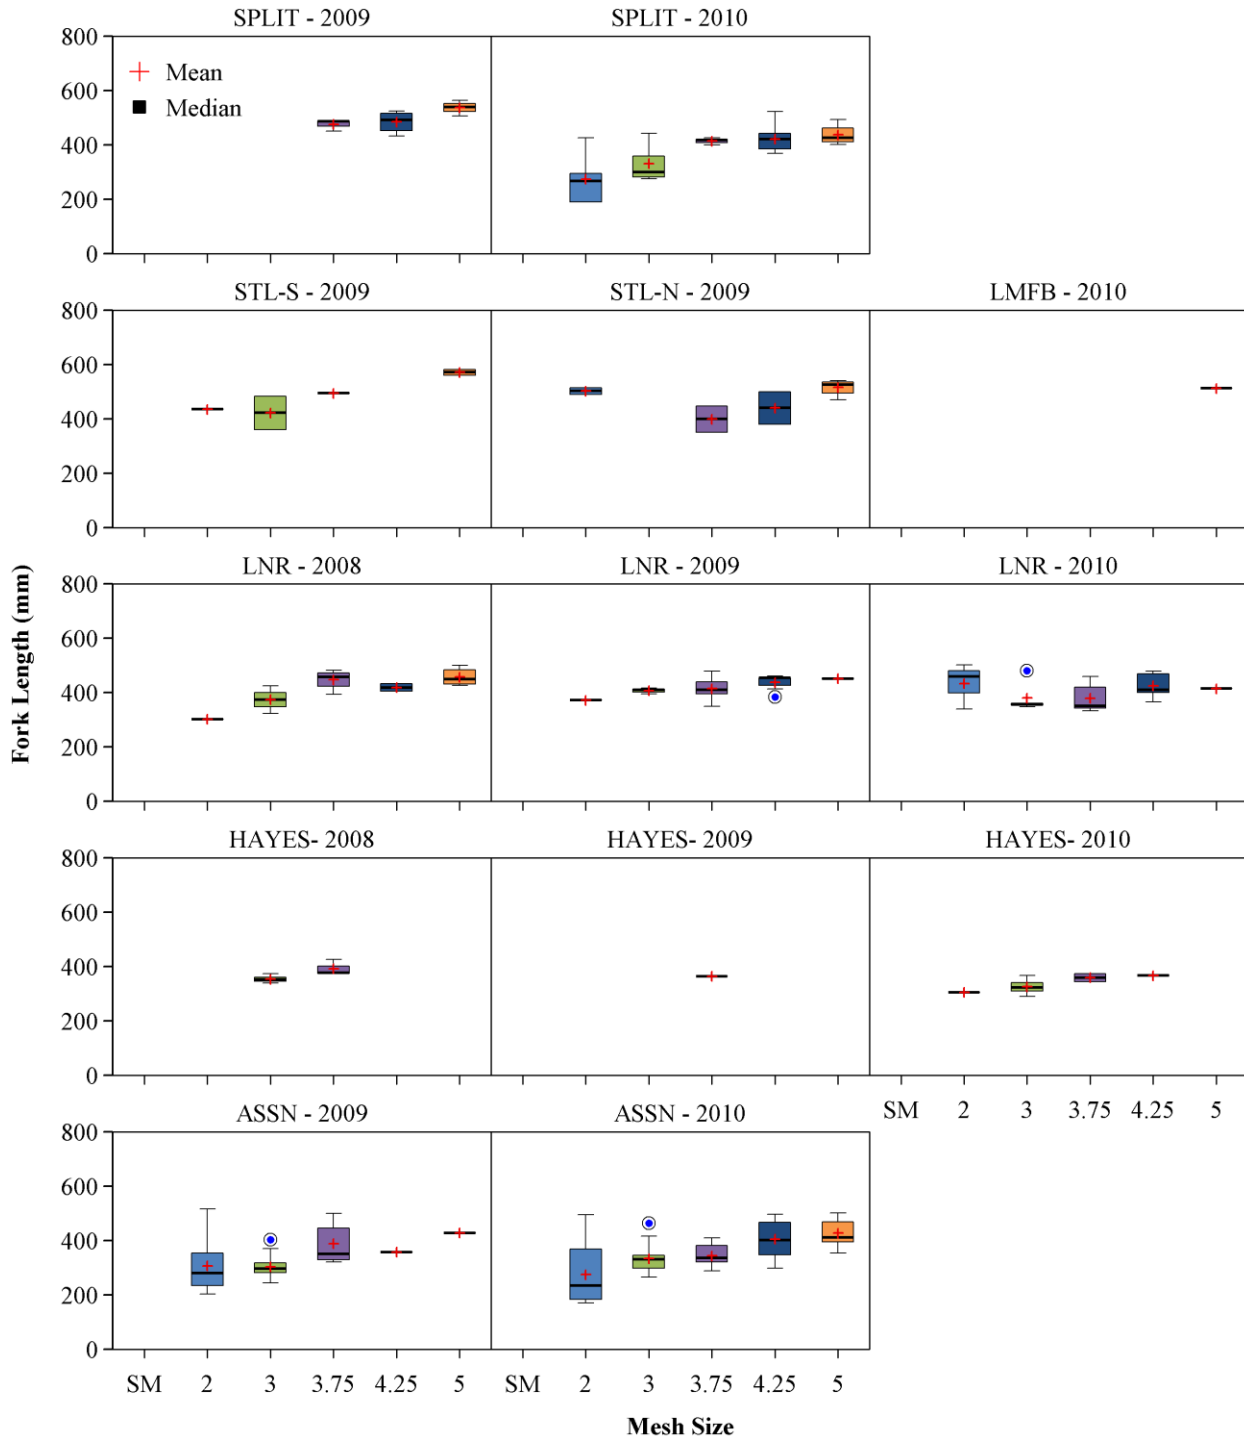 SPLIT - 2009
SPLIT - 2010
800
600
400
200
0
Mean
Median
STL-S - 2009
STL-N - 2009
LMFB - 2010
800
600
400
200
0
LNR - 2008
LNR - 2009
LNR - 2010
800
600
400
200
0
Fork Length (mm)
HAYES- 2008
HAYES- 2009
HAYES- 2010
800
600
400
200
0
SM 2 3 3.75 4.25 5
ASSN - 2009
ASSN - 2010
800
600
400
200
0
SM 2 3 3.75 4.25 5
SM 2 3 3.75 4.25 5
Mesh Size